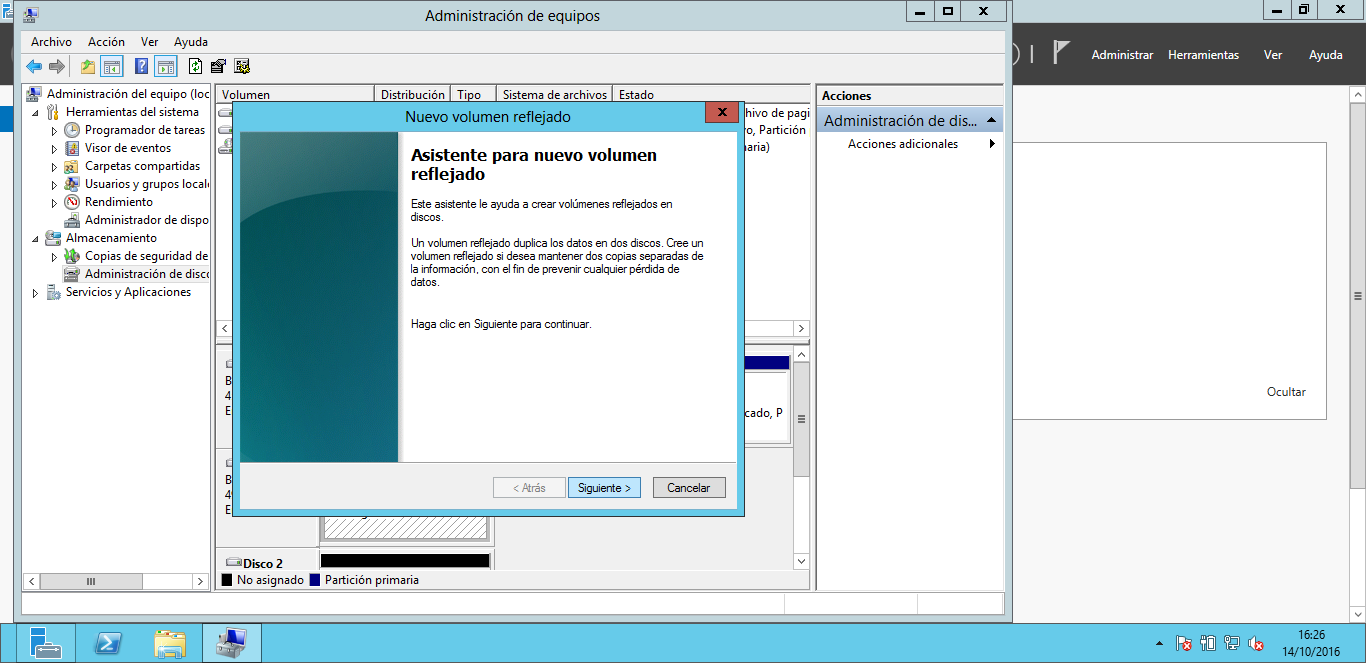 Administración de equipos
Archivo Acción Ver Ayuda
Administrar Herramientas Ver Ayuda
Administración del equipo (loc
Herramientas del sistema
Programador de tareas
Visor de eventos
Carpetas compartidas
Usuarios y grupos locale
Rendimiento
Administrador de dispo
Almacenamiento
Copias de seguridad de
Administración de disco
Servicios y Aplicaciones
Volumen Distribución Tipo Sistema de archivos Estado
hivo de pagi
o, Partición
aria)
Nuevo volumen reflejado
Asistente para nuevo volumen
reflejado
Este asistente le ayuda a crear volúmenes reflejados en
discos.
Un volumen reflejado duplica los datos en dos discos. Cree un
volumen reflejado si desea mantener dos copias separadas de
la información, con el fin de prevenir cualquier pérdida de
datos.
Haga clic en Siguiente para continuar.
< Atrás Siguiente > Cancelar
B
4
E
cado, P
B
49
E
Disco 2
No asignado Partición primaria
Acciones
Administración de dis...
Acciones adicionales
Ocultar
16:26
14/10/2016